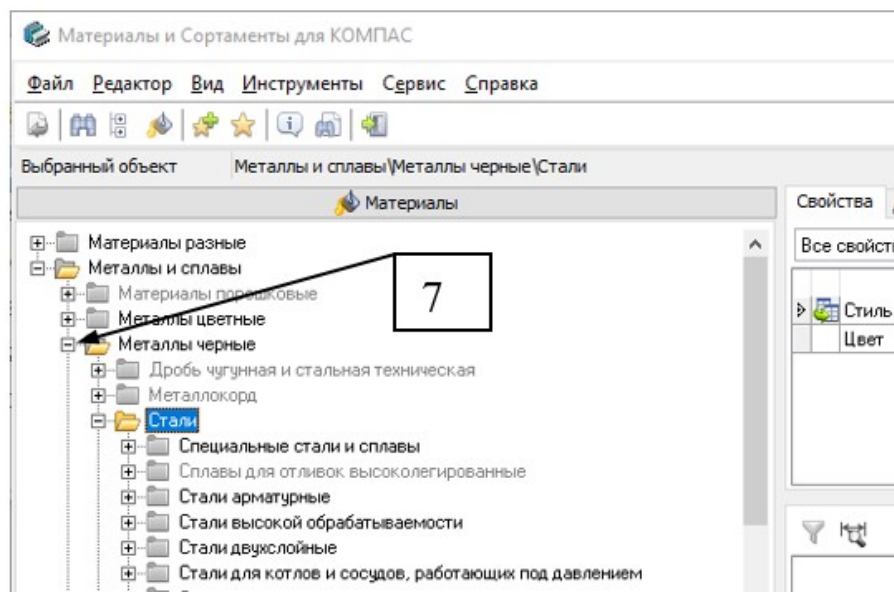 Материалы и Сортаменты для КОМПАС
Файл Редактор Вид Инструменты Сервис Справка
Выбранный объект Металлы и сплавы\Металлы черные\Стали
Материалы
Свойства
Все свойст
Материалы разные
Металлы и сплавы
Материалы порошковые
7
Металлы цветные
Стиль
Металлы черные
Цвет
Дробь чугунная и стальная техническая
Металлокорд
Стали
Специальные стали и сплавы
Сплавы для отливок высоколегированные
Стали арматурные
Стали высокой обрабатываемости
Стали двухслойные
Стали для котлов и сосудов, работающих под давлением